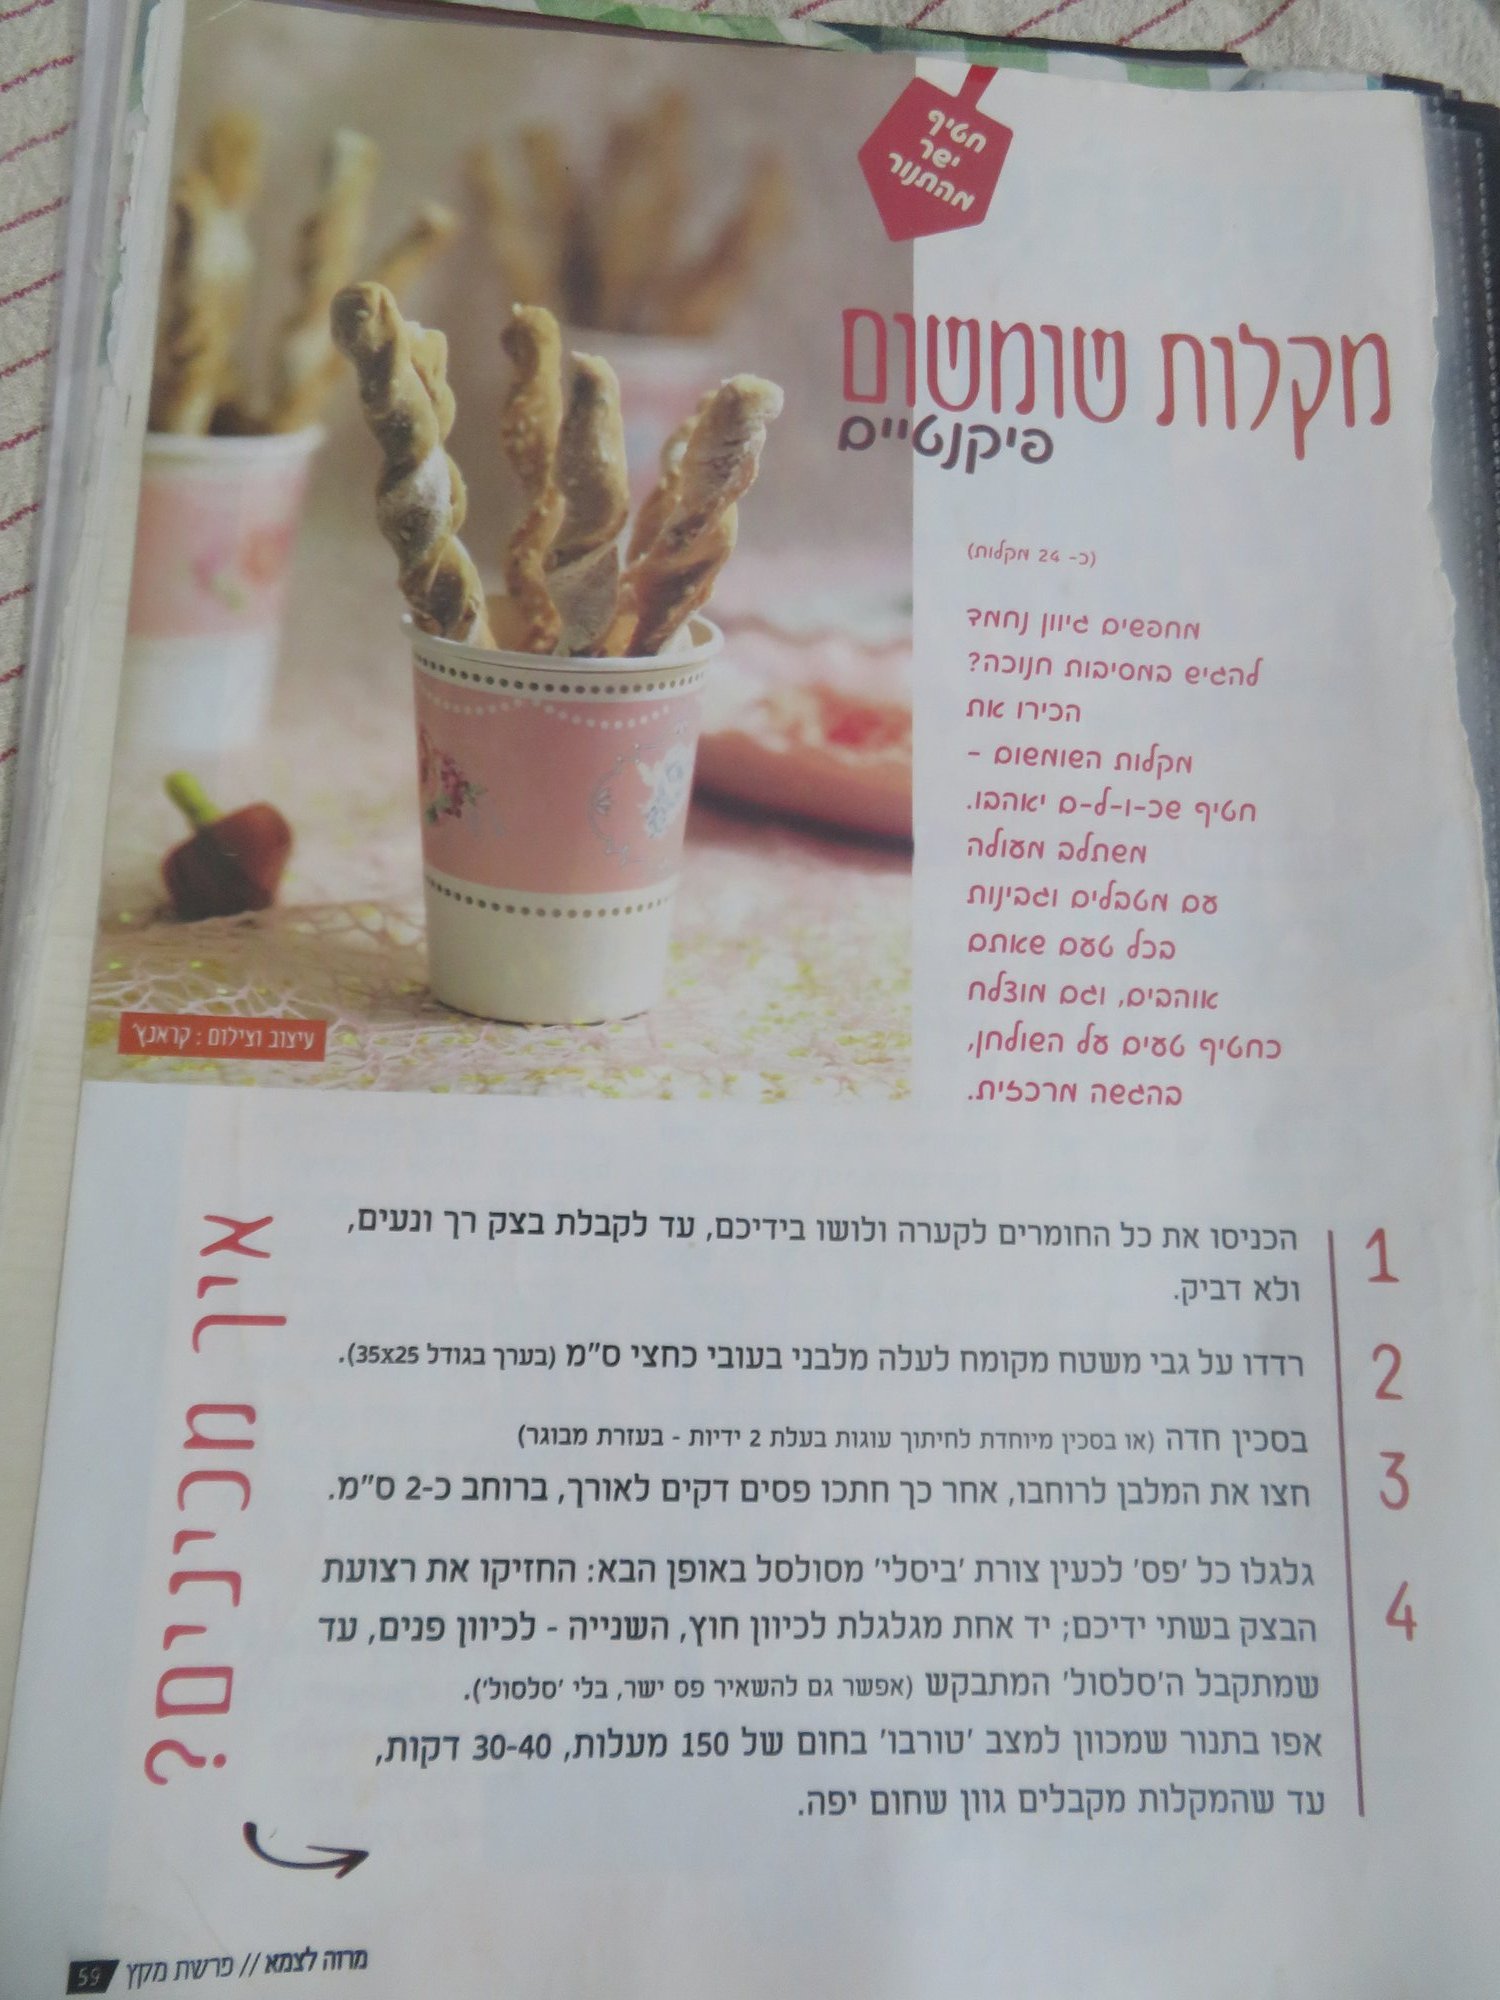 חטיף
ישר
מהתנור
מקלות שומשום
פיקנטיים
(כ- 24 מקלות)
מחפשים גיוון נחמד
להגיש במסיבות חנוכה?
הכירו את
מקלות השומשום -
חטיף שכ-ו-ל-ם יאהבו.
משתלב מעולה
עם מטבלים וגבינות
בכל טעם שאתם
אוהבים, וגם מוצלח
כחטיף טעים על השולחן,
בהגשה מרכזית.
עיצוב וצילום: קראנץ'
איך מכינים?
1
הכניסו את כל החומרים לקערה ולושו בידיכם, עד לקבלת בצק רך ונעים,
ולא דביק.
2
רדדו על גבי משטח מקומח לעלה מלבני בעובי כחצי ס"מ (בערך בגודל 35x25).
3
בסכין חדה (או בסכין מיוחדת לחיתוך עוגות בעלת 2 ידיות - בעזרת מבוגר)
חצו את המלבן לרוחבו, אחר כך חתכו פסים דקים לאורך, ברוחב כ-2 ס"מ.
4
גלגלו כל 'פס' לכעין צורת 'ביסלי' מסולסל באופן הבא: החזיקו את רצועת
הבצק בשתי ידיכם; יד אחת מגלגלת לכיוון חוץ, השנייה - לכיוון פנים, עד
שמתקבל ה'סלסול' המתבקש (אפשר גם להשאיר פס ישר, בלי 'סלסול').
אפו בתנור שמכוון למצב 'טורבו' בחום של 150 מעלות, 30-40 דקות,
עד שהמקלות מקבלים גוון שחום יפה.
מרווה לצמא // פרשת מקץ 59